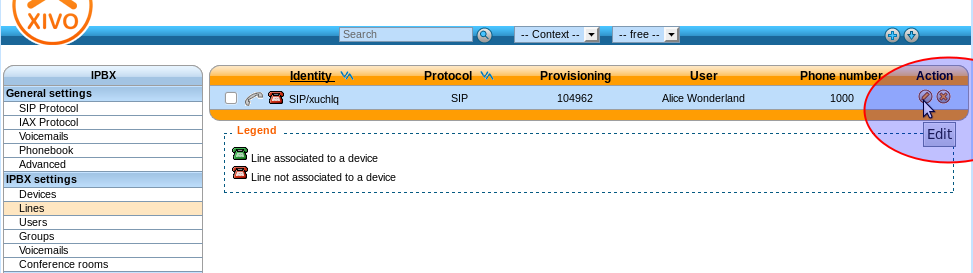 XIVO
Search
-- Context --
-- free --
IPBX
General settings
SIP Protocol
IAX Protocol
Voicemails
Phonebook
Advanced
IPBX settings
Devices
Lines
Users
Groups
Voicemails
Conference rooms
Identity Protocol Provisioning User Phone number Action
SIP/xuchlq SIP 104962 Alice Wonderland 1000
Edit
Legend
Line associated to a device
Line not associated to a device